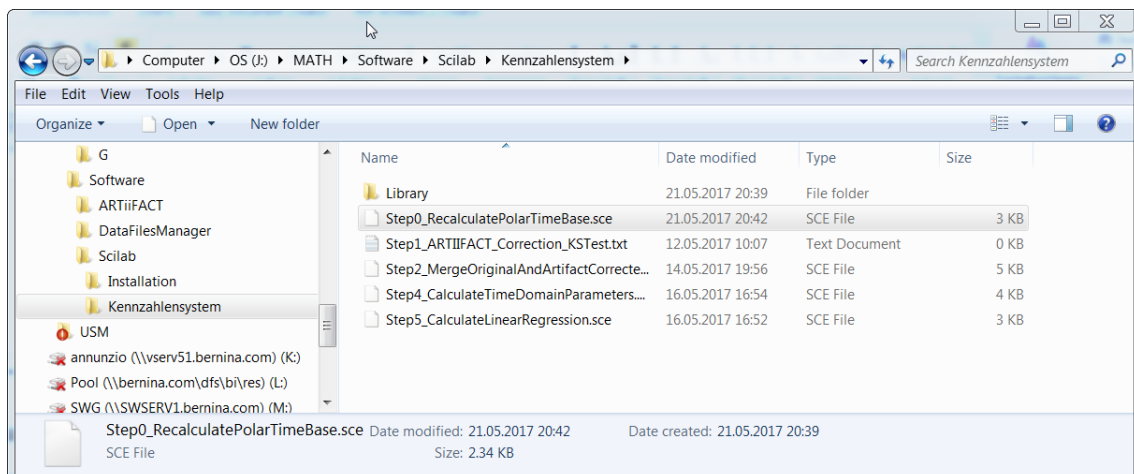 Computer ▸ OS (J:) ▸ MATH ▸ Software ▸ Scilab ▸ Kennzahlensystem ▸ Search Kennzahlensystem
File Edit View Tools Help
Organize Open New folder
G
Software
ARTiiFACT
DataFilesManager
Scilab
Installation
Kennzahlensystem
USM
annunzio (\\vserv51.bernina.com) (K:)
Pool (\\bernina.com\dfs\bi\res) (L:)
SWG (\\SWSERV1.bernina.com) (M:)
Name Date modified Type Size
Library 21.05.2017 20:39 File folder
Step0_RecalculatePolarTimeBase.sce 21.05.2017 20:42 SCE File 3 KB
Step1_ARTIIFACT_Correction_KSTest.txt 12.05.2017 10:07 Text Document 0 KB
Step2_MergeOriginalAndArtifactCorrecte... 14.05.2017 19:56 SCE File 5 KB
Step4_CalculateTimeDomainParameters.... 16.05.2017 16:54 SCE File 4 KB
Step5_CalculateLinearRegression.sce 16.05.2017 16:52 SCE File 3 KB
Step0_RecalculatePolarTimeBase.sce Date modified: 21.05.2017 20:42 Date created: 21.05.2017 20:39
SCE File Size: 2.34 KB